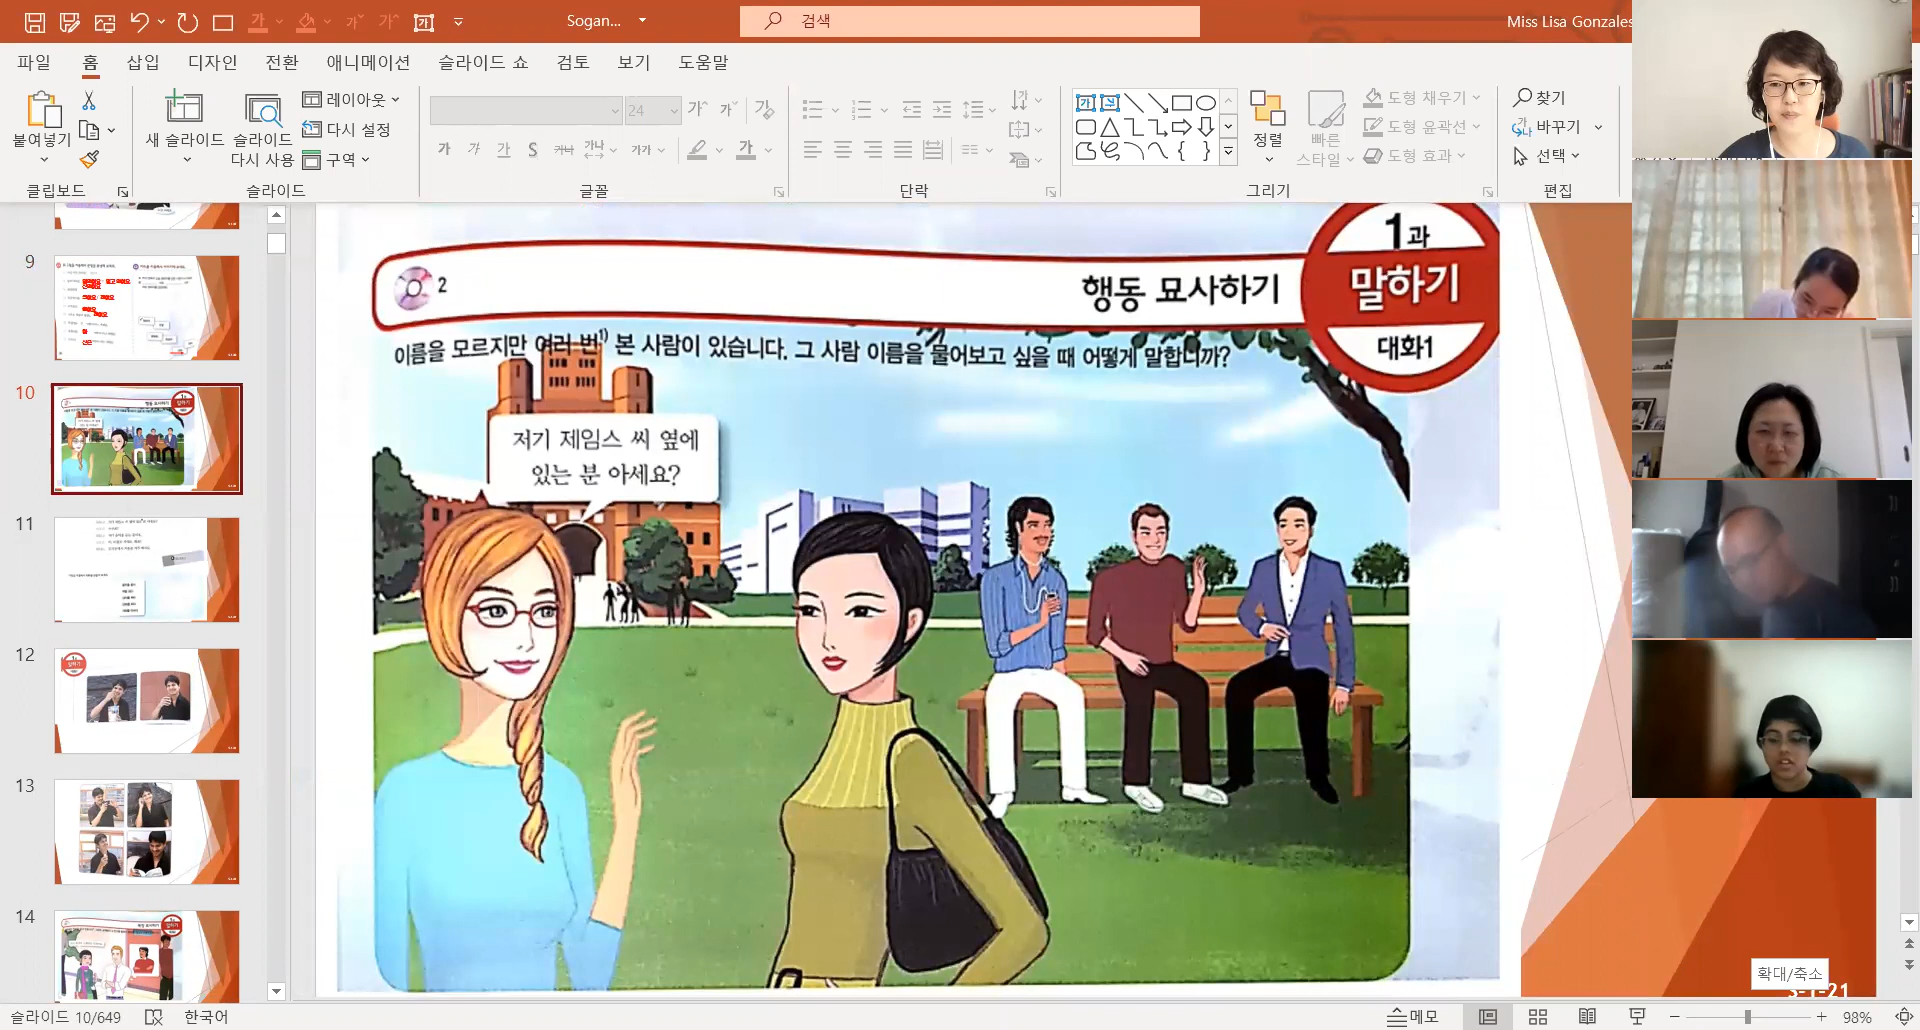 Sogan...
검색
Miss Lisa Gonzales
파일
홈
삽입
디자인
전환
애니메이션
슬라이드 쇼
검토
보기
도움말
붙여넣기
클립보드
새 슬라이드
슬라이드
다시 사용
레이아웃
다시 설정
구역
슬라이드
24
가
가
가
글꼴
단락
정렬
빠른
스타일
도형 채우기
도형 윤곽선
도형 효과
그리기
찾기
바꾸기
선택
편집
9
10
11
12
13
14
2
행동 묘사하기
1과
말하기
대화1
이름을 모르지만 여러 번1) 본 사람이 있습니다. 그 사람 이름을 물어보고 싶을 때 어떻게 말합니까?
저기 제임스 씨 옆에
있는 분 아세요?
확대/축소
슬라이드 10/649
한국어
메모
98%